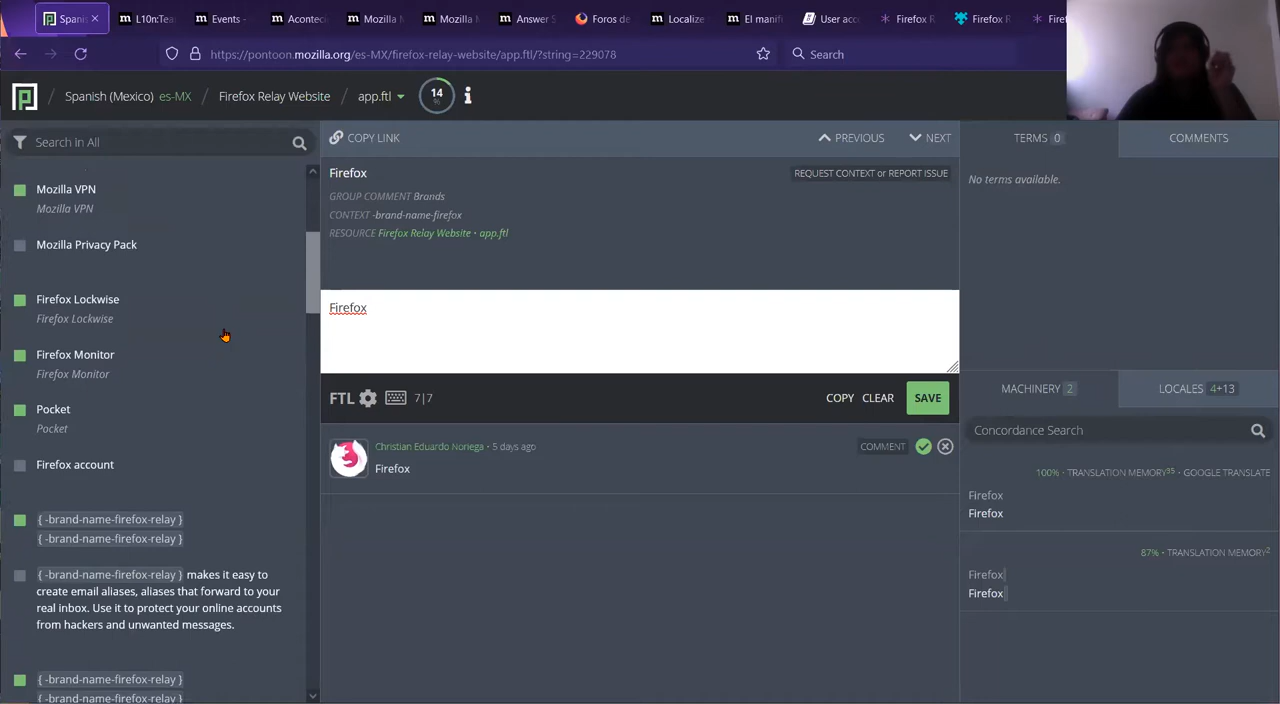 Spanis
L10n:Tea
Events -
Acontec
Mozilla M
Mozilla M
Answer S
Foros de
Localize
El manif
User acc
Firefox R
Firefox R
Fire
https://pontoon.mozilla.org/es-MX/firefox-relay-website/app.ftl/?string=229078
Search
/ Spanish (Mexico) es-MX / Firefox Relay Website / app.ftl
14
%
Search in All
Mozilla VPN
Mozilla VPN
Mozilla Privacy Pack
Firefox Lockwise
Firefox Lockwise
Firefox Monitor
Firefox Monitor
Pocket
Pocket
Firefox account
{ -brand-name-firefox-relay }
{ -brand-name-firefox-relay }
{ -brand-name-firefox-relay } makes it easy to
create email aliases, aliases that forward to your
real inbox. Use it to protect your online accounts
from hackers and unwanted messages.
{ -brand-name-firefox-relay }
{ -brand-name-firefox-relay }
COPY LINK
PREVIOUS
NEXT
Firefox
REQUEST CONTEXT or REPORT ISSUE
GROUP COMMENT Brands
CONTEXT -brand-name-firefox
RESOURCE Firefox Relay Website • app.ftl
Firefox
FTL
7|7
COPY
CLEAR
SAVE
Christian Eduardo Noriega • 5 days ago
COMMENT
Firefox
TERMS 0
COMMENTS
No terms available.
MACHINERY 2
LOCALES 4+13
Concordance Search
100% • TRANSLATION MEMORY35 • GOOGLE TRANSLATE
Firefox
Firefox
87% • TRANSLATION MEMORY2
Firefox
Firefox